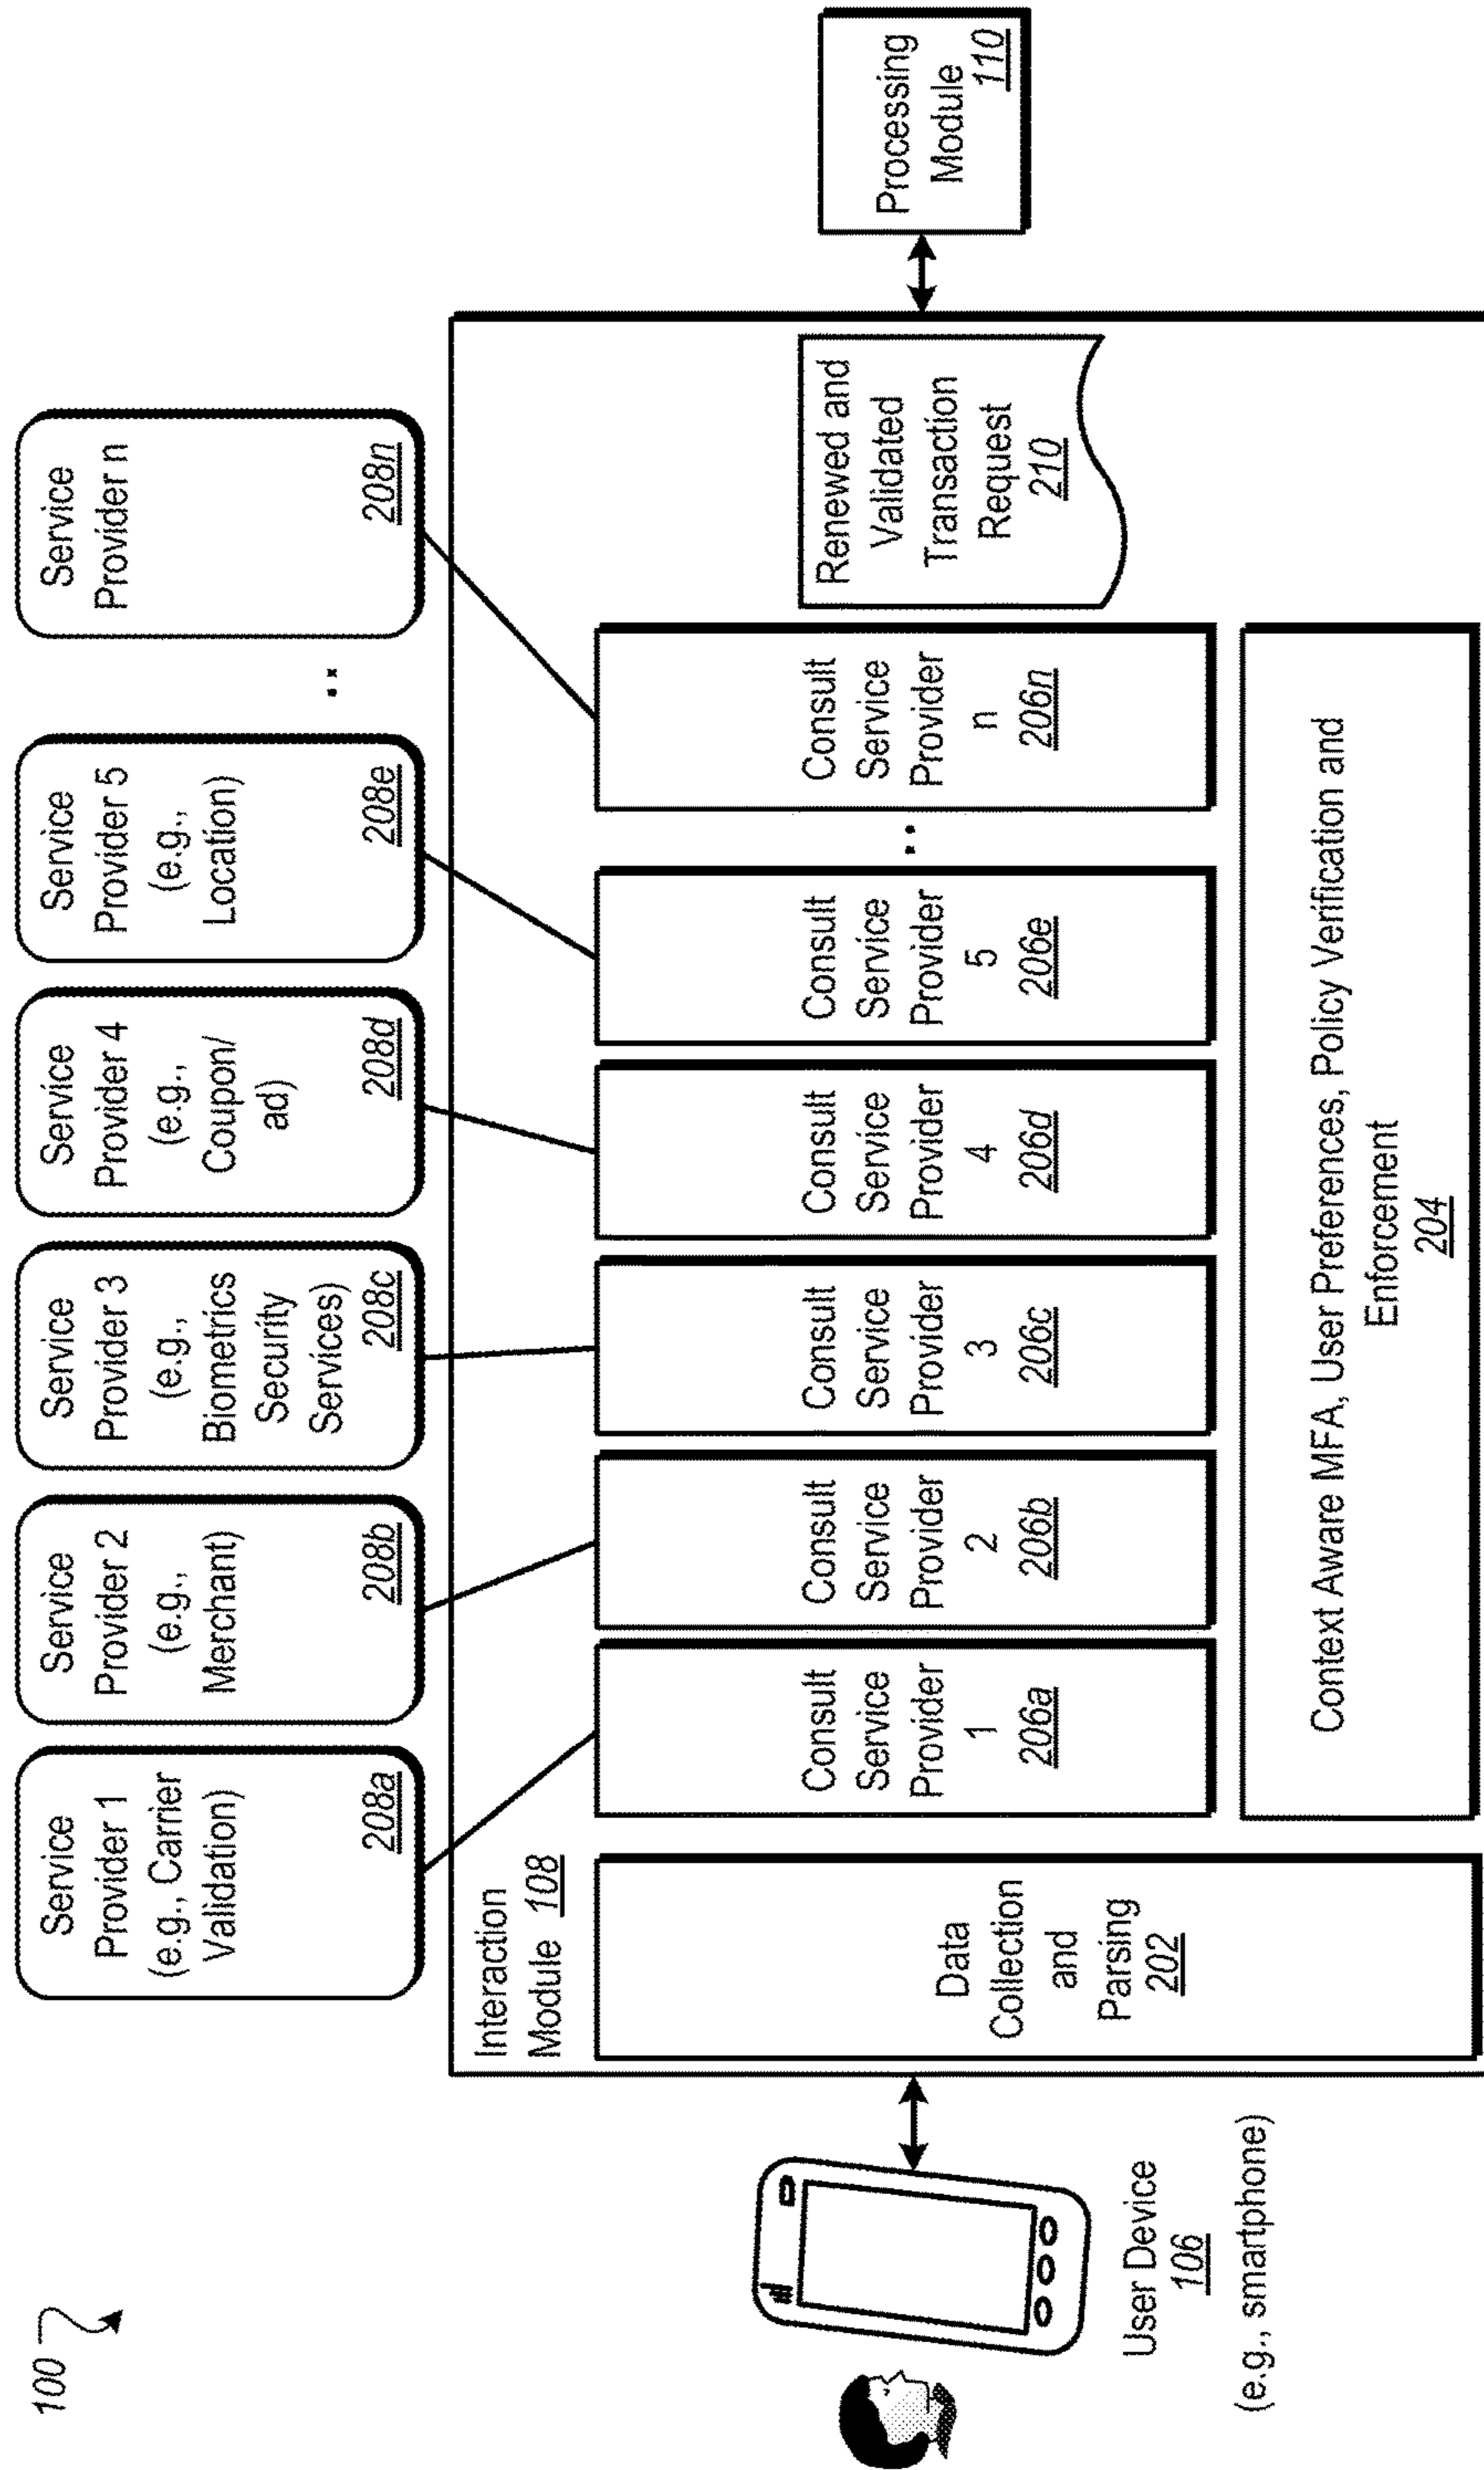 100
Service
Provider 1
(e.g., Carrier
Validation)
208a
Service
Provider 2
(e.g.,
Merchant)
208b
Service
Provider 3
(e.g.,
Biometrics
Security
Services)
208c
Service
Provider 4
(e.g.,
Coupon/
ad)
208d
Service
Provider 5
(e.g.,
Location)
208e
..
Service
Provider n
208n
Interaction
Module 108
Data
Collection
and
Parsing
202
Consult
Service
Provider
1
206a
Consult
Service
Provider
2
206b
Consult
Service
Provider
3
206c
Consult
Service
Provider
4
206d
Consult
Service
Provider
5
206e
..
Consult
Service
Provider
n
206n
Renewed and
Validated
Transaction
Request
210
Context Aware MFA, User Preferences, Policy Verification and
Enforcement
204
Processing
Module
110
User Device
106
(e.g., smartphone)